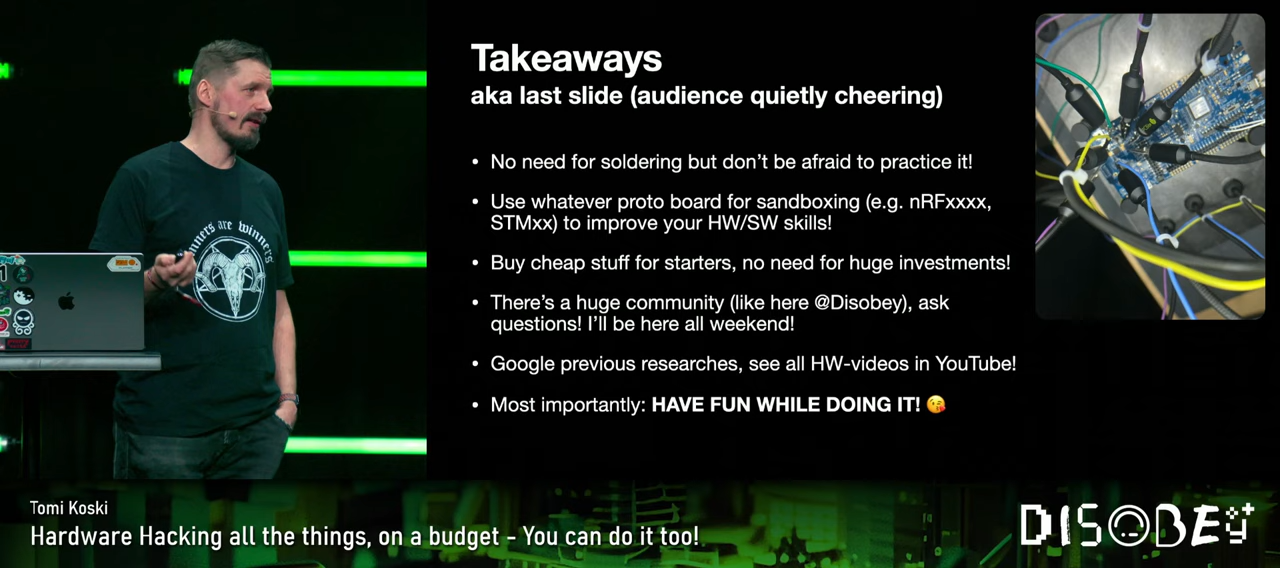 Takeaways
aka last slide (audience quietly cheering)
• No need for soldering but don’t be afraid to practice it!
• Use whatever proto board for sandboxing (e.g. nRFxxxx,
STMxx) to improve your HW/SW skills!
• Buy cheap stuff for starters, no need for huge investments!
• There’s a huge community (like here @Disobey), ask
questions! I’ll be here all weekend!
• Google previous researches, see all HW-videos in YouTube!
• Most importantly: HAVE FUN WHILE DOING IT! 😘
are winners
Tomi Koski
Hardware Hacking all the things, on a budget - You can do it too!
DISOBEY